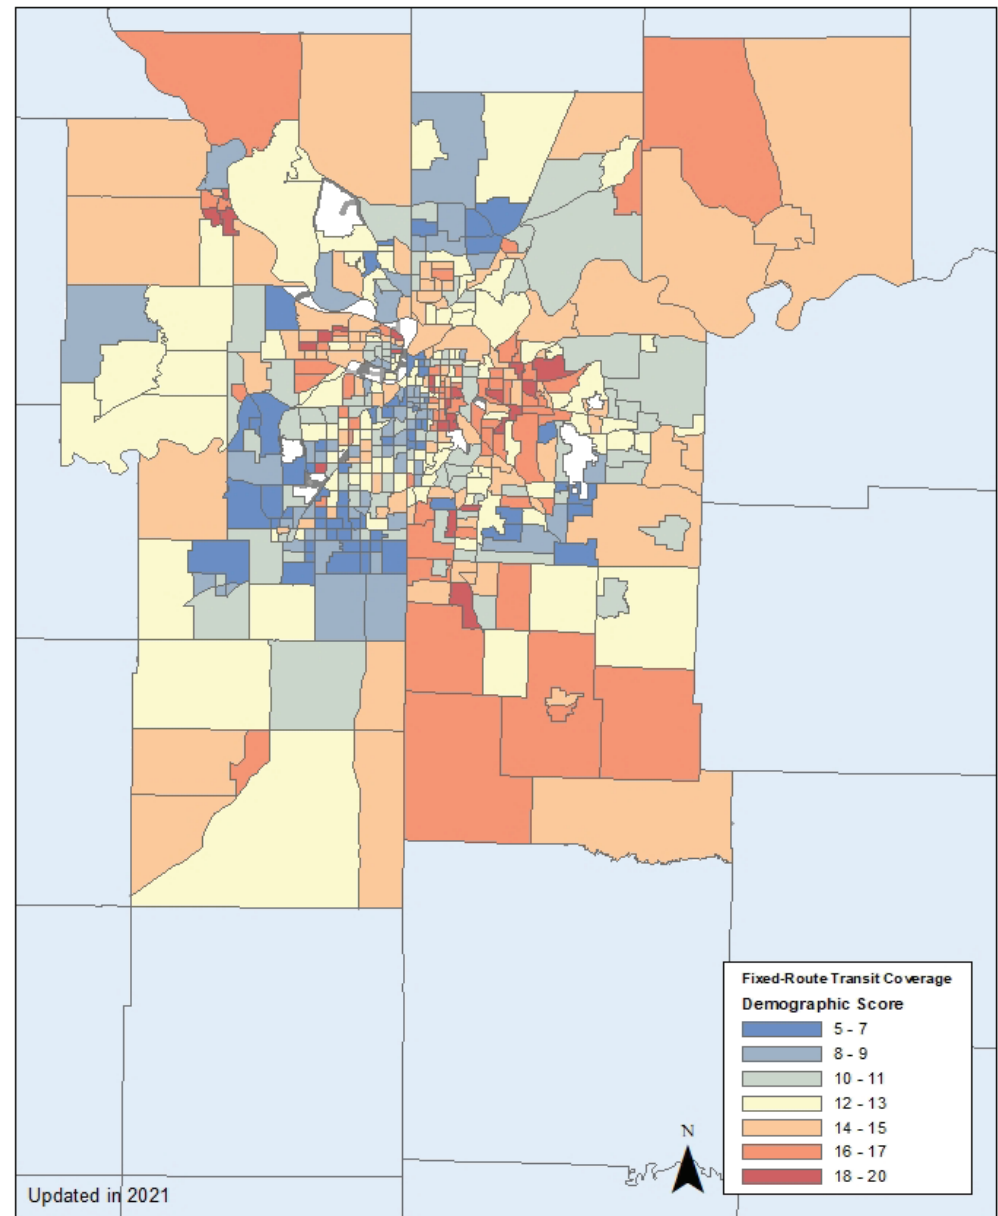 Fixed-Route Transit Coverage
Demographic Score
5 - 7
8 - 9
10 - 11
12 - 13
14 - 15
16 - 17
18 - 20
N
Updated in 2021